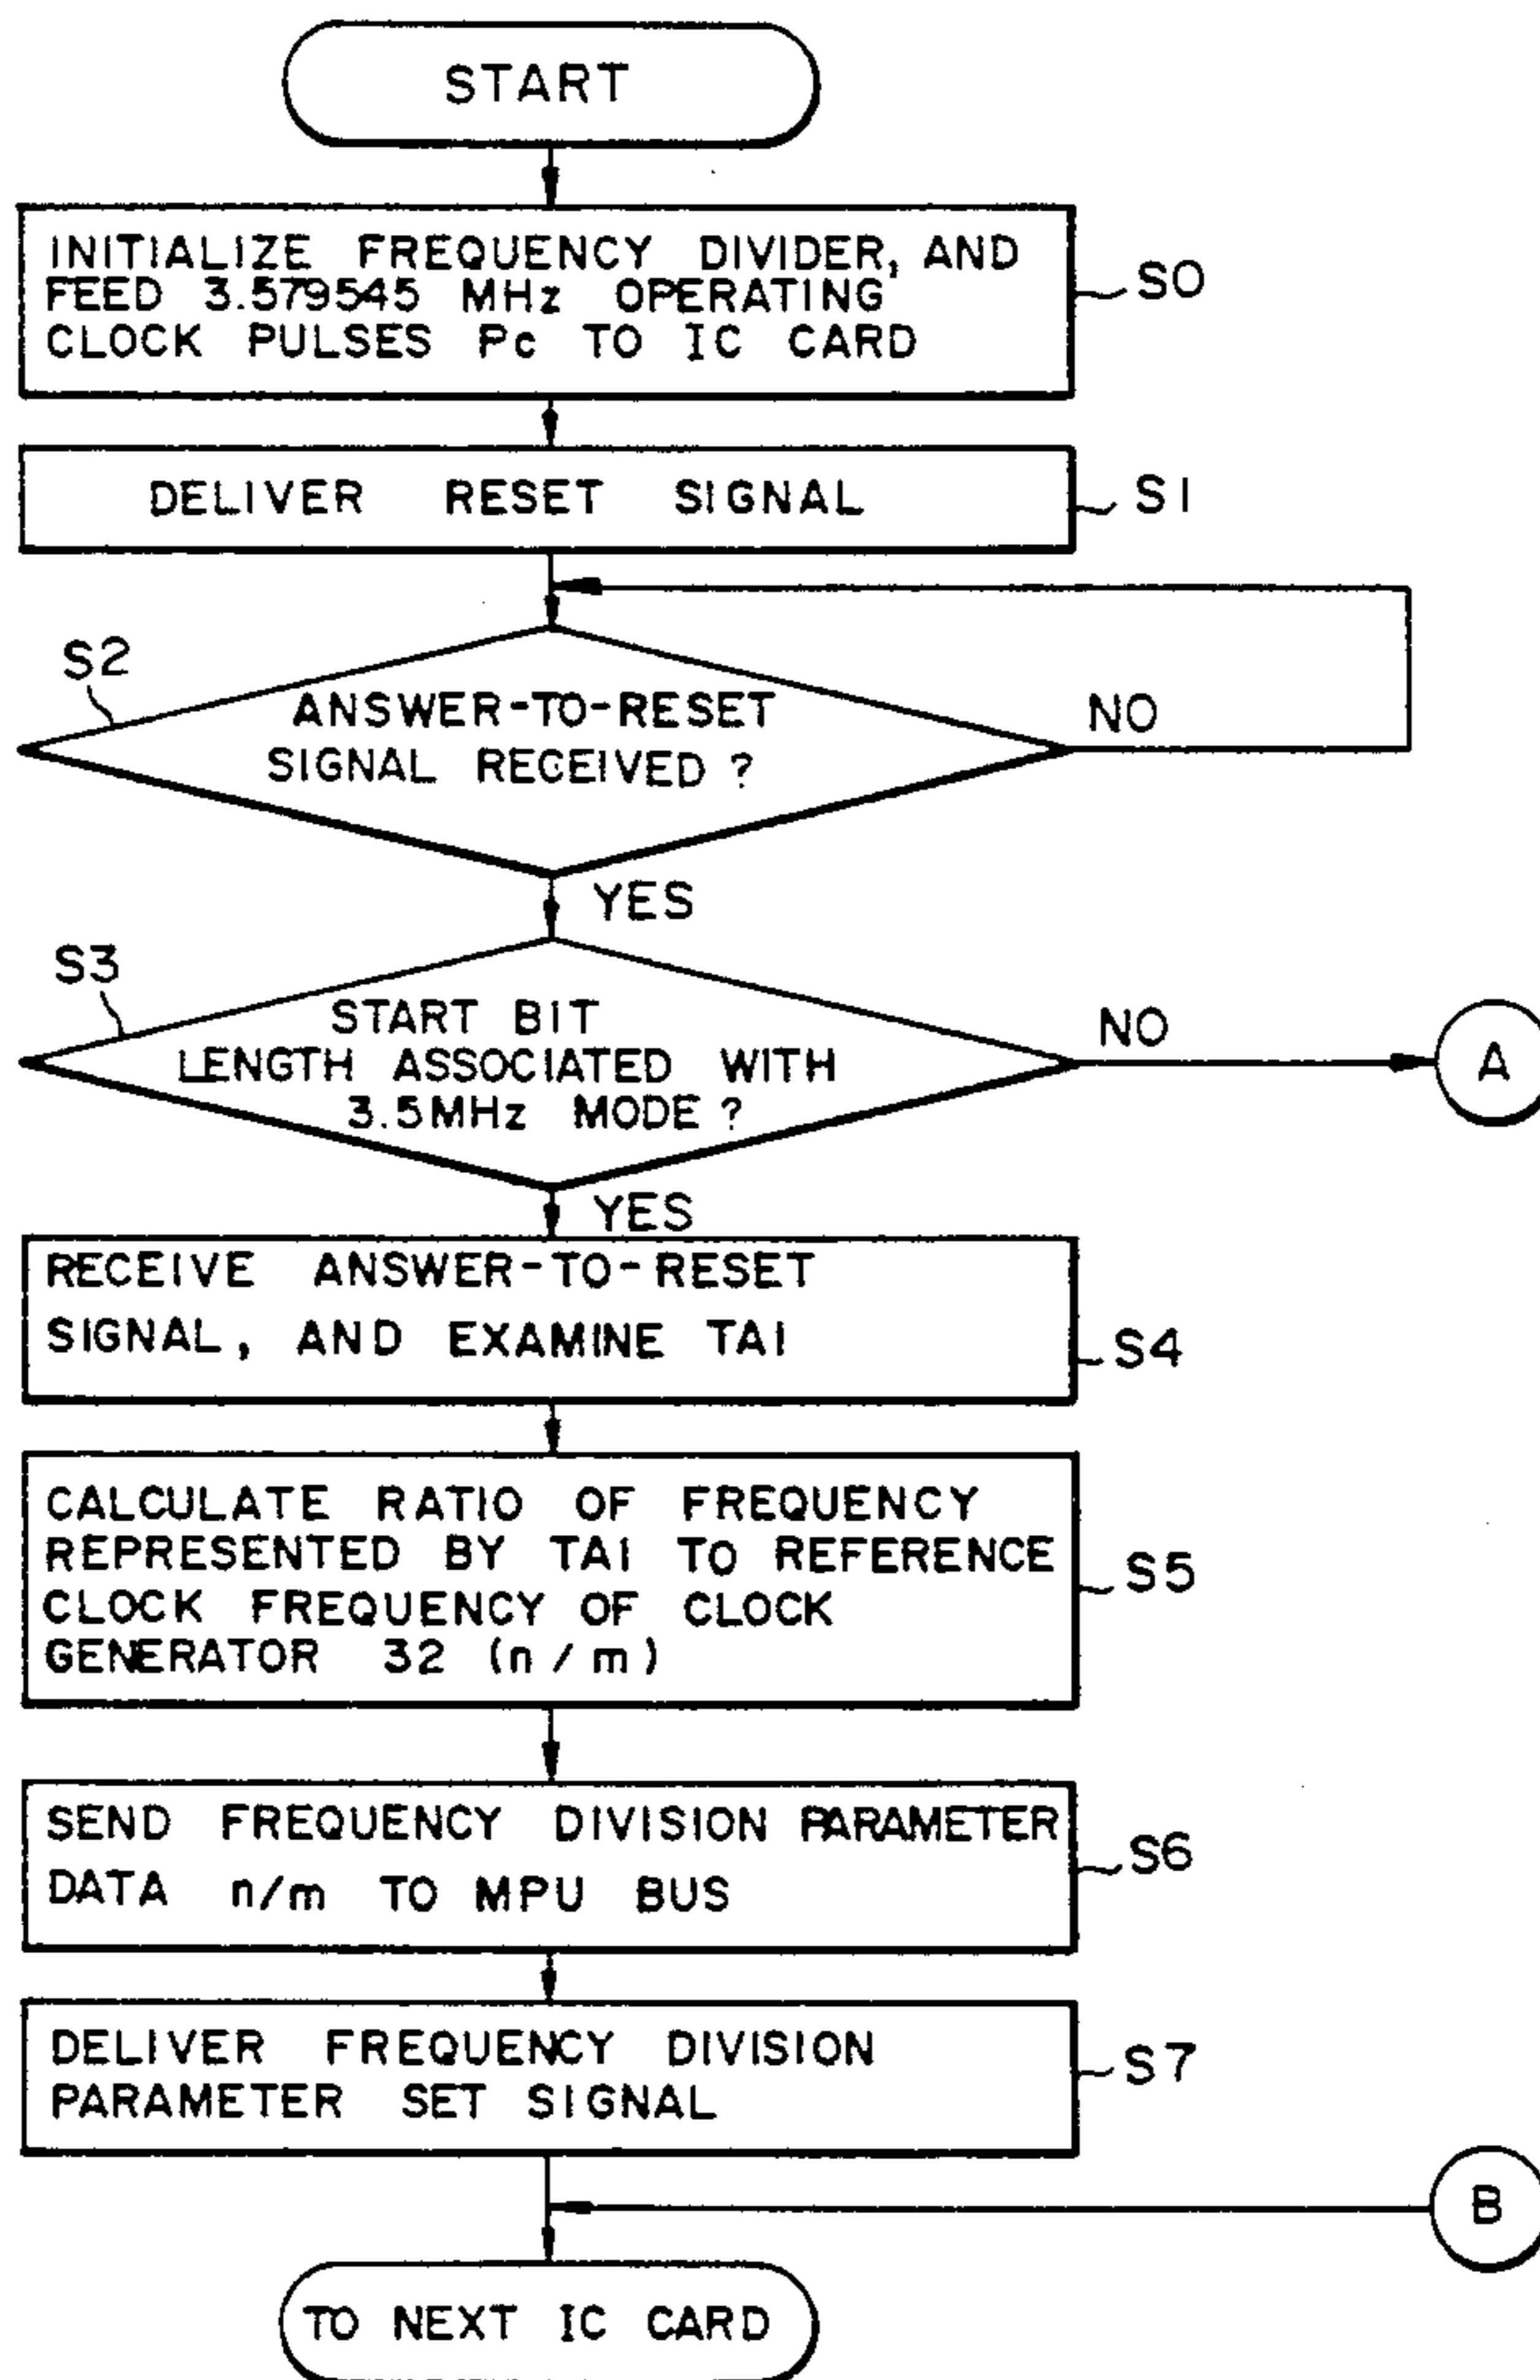 START
INITIALIZE FREQUENCY DIVIDER, AND
FEED 3.579545 MHz OPERATING
CLOCK PULSES Pc TO IC CARD
S0
DELIVER RESET SIGNAL
S1
S2
ANSWER-TO-RESET
SIGNAL RECEIVED ?
NO
YES
S3
START BIT
LENGTH ASSOCIATED WITH
3.5MHz MODE ?
NO
A
YES
RECEIVE ANSWER-TO-RESET
SIGNAL, AND EXAMINE TA1
S4
CALCULATE RATIO OF FREQUENCY
REPRESENTED BY TA1 TO REFERENCE
CLOCK FREQUENCY OF CLOCK
GENERATOR 32 (n/m)
S5
SEND FREQUENCY DIVISION PARAMETER
DATA n/m TO MPU BUS
S6
DELIVER FREQUENCY DIVISION
PARAMETER SET SIGNAL
S7
B
TO NEXT IC CARD